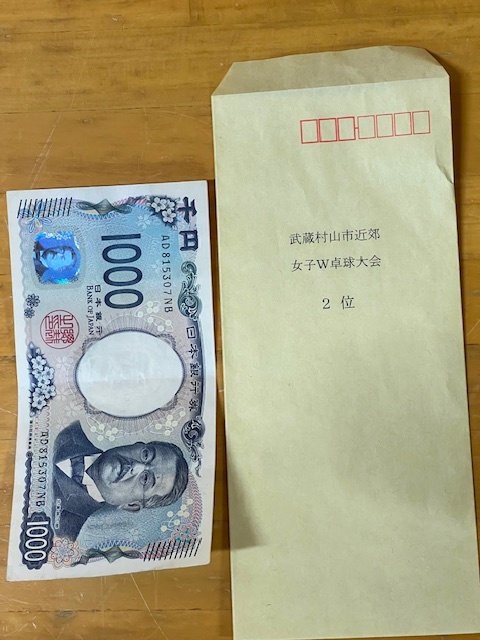 千円
AD815307NB
1000
日本銀行
BANK OF JAPAN
日本銀行券
AD815307NB
1000
武蔵村山市近郊
女子W卓球大会
2 位